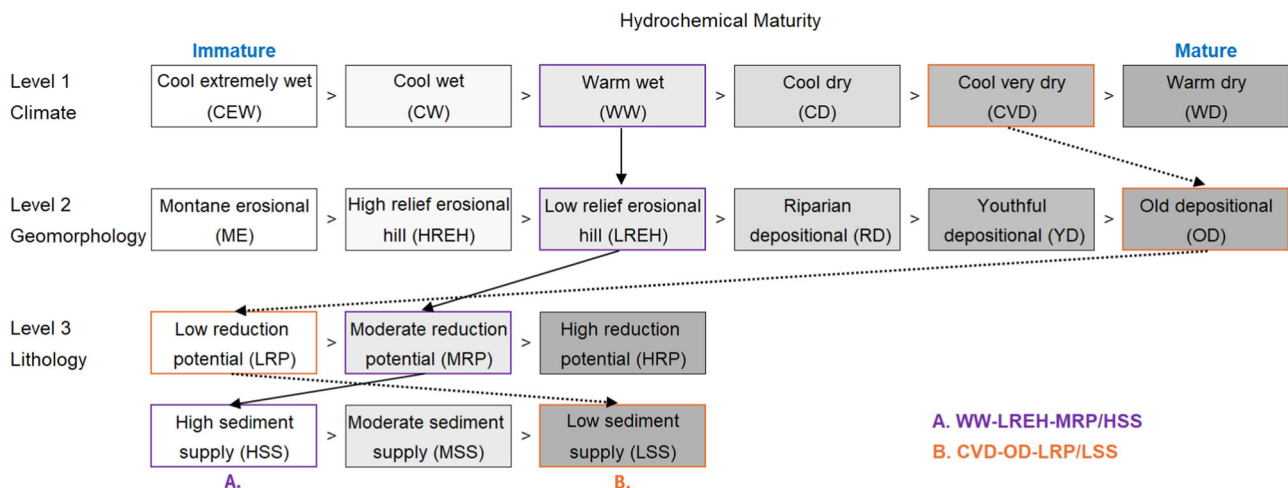 Hydrochemical Maturity
Immature
Mature
Level 1
Climate
Cool extremely wet
(CEW)
>
Cool wet
(CW)
>
Warm wet
(WW)
>
Cool dry
(CD)
>
Cool very dry
(CVD)
>
Warm dry
(WD)
Level 2
Geomorphology
Montane erosional
(ME)
>
High relief erosional
hill (HREH)
>
Low relief erosional
hill (LREH)
>
Riparian
depositional (RD)
>
Youthful
depositional (YD)
>
Old depositional
(OD)
Level 3
Lithology
Low reduction
potential (LRP)
>
Moderate reduction
potential (MRP)
>
High reduction
potential (HRP)
High sediment
supply (HSS)
>
Moderate sediment
supply (MSS)
>
Low sediment
supply (LSS)
A.
B.
A. WW-LREH-MRP/HSS
B. CVD-OD-LRP/LSS